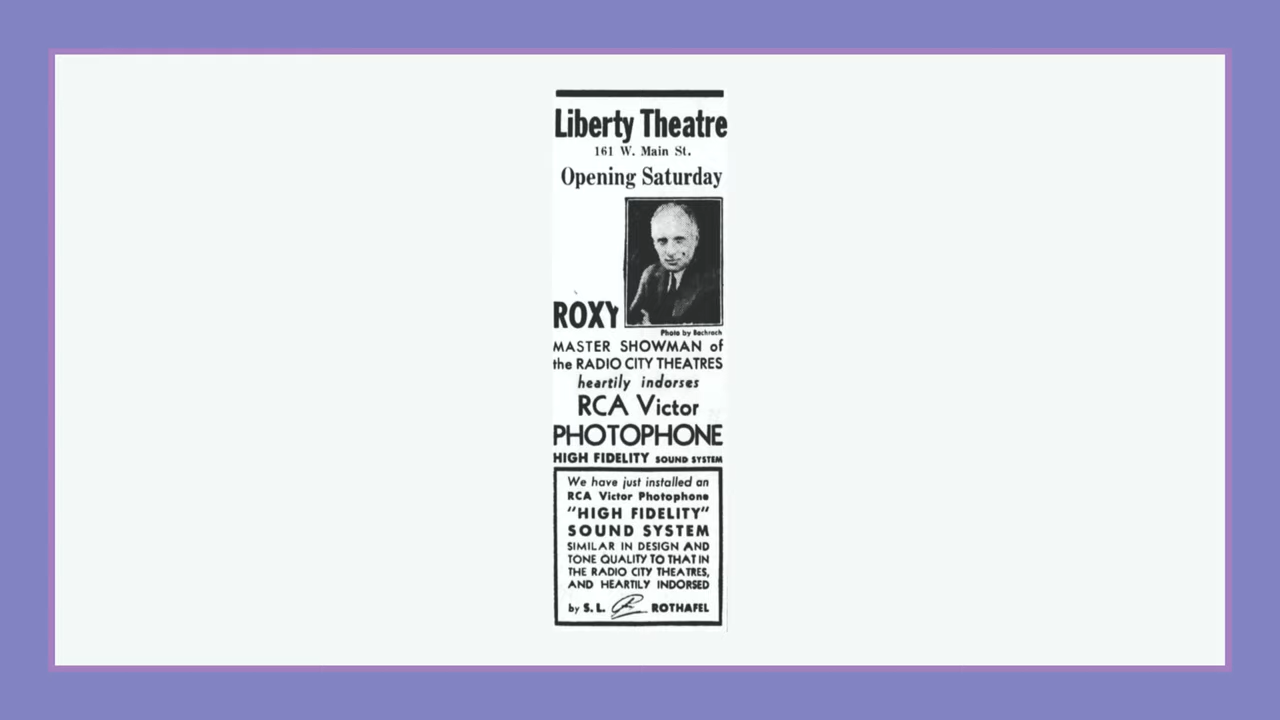 Liberty Theatre
161 W. Main St.
Opening Saturday
ROXY
Photo by Bachrach
MASTER SHOWMAN of
the RADIO CITY THEATRES
heartily indorses
RCA Victor
PHOTOPHONE
HIGH FIDELITY SOUND SYSTEM
We have just installed an
RCA Victor Photophone
"HIGH FIDELITY"
SOUND SYSTEM
SIMILAR IN DESIGN AND
TONE QUALITY TO THAT IN
THE RADIO CITY THEATRES,
AND HEARTILY INDORSED
by S. L. ROTHAFEL